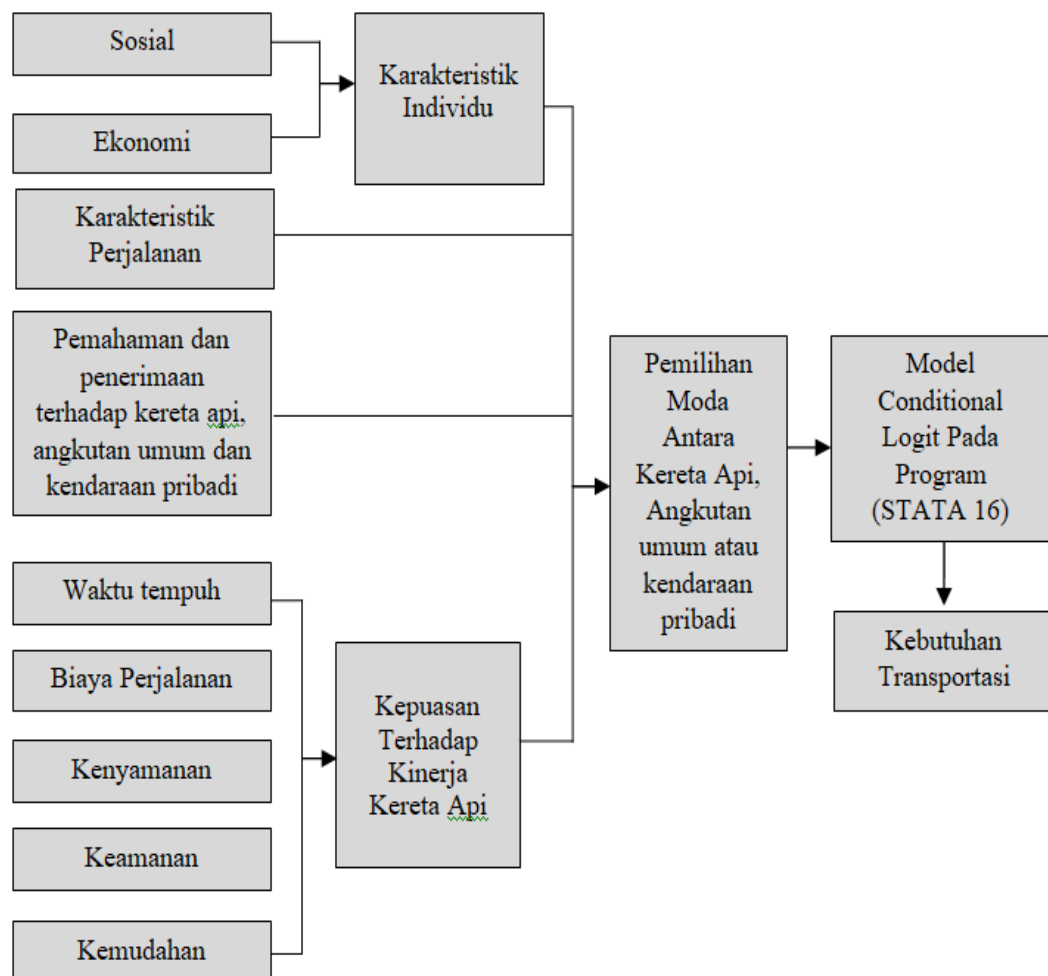 Sosial
Ekonomi
Karakteristik
Individu
Karakteristik
Perjalanan
Pemahaman dan
penerimaan
terhadap kereta api,
angkutan umum dan
kendaraan pribadi
Waktu tempuh
Biaya Perjalanan
Kenyamanan
Keamanan
Kemudahan
Kepuasan
Terhadap
Kinerja
Kereta Api
Pemilihan
Moda
Antara
Kereta Api,
Angkutan
umum atau
kendaraan
pribadi
Model
Conditional
Logit Pada
Program
(STATA 16)
Kebutuhan
Transportasi